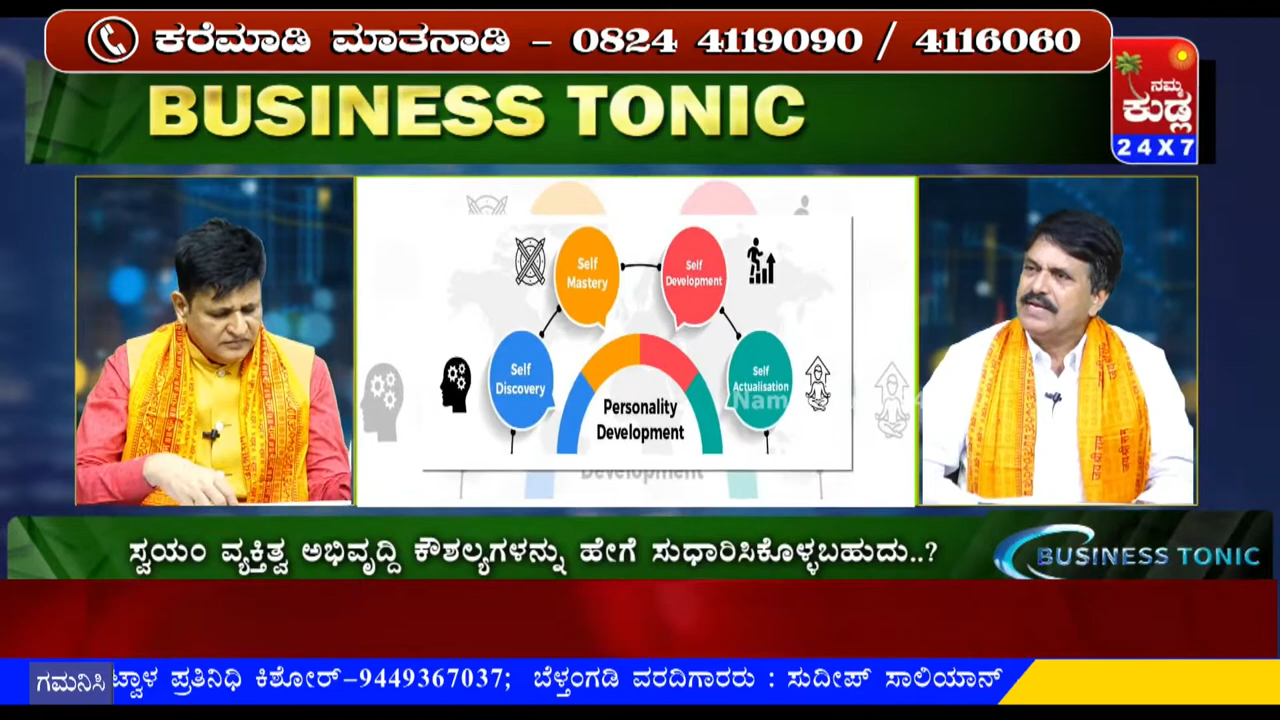 ಕರೆಮಾಡಿ ಮಾತನಾಡಿ - 0824 4119090 / 4116060
BUSINESS TONIC
ನಮ್ಮ
ಕುಡ್ಲ
24X7
Self
Mastery
Self
Development
Self
Discovery
Self
Actualisation
Personality
Development
Development
ಸ್ವಯಂ ವ್ಯಕ್ತಿತ್ವ ಅಭಿವೃದ್ದಿ ಕೌಶಲ್ಯಗಳನ್ನು ಹೇಗೆ ಸುಧಾರಿಸಿಕೊಳ್ಳಬಹುದು..?
BUSINESS TONIC
ಗಮನಿಸಿ
ಟ್ವಾಳ ಪ್ರತಿನಿಧಿ ಕಿಶೋರ್-9449367037; ಬೆಳ್ತಂಗಡಿ ವರದಿಗಾರರು : ಸುದೀಪ್ ಸಾಲಿಯಾನ್